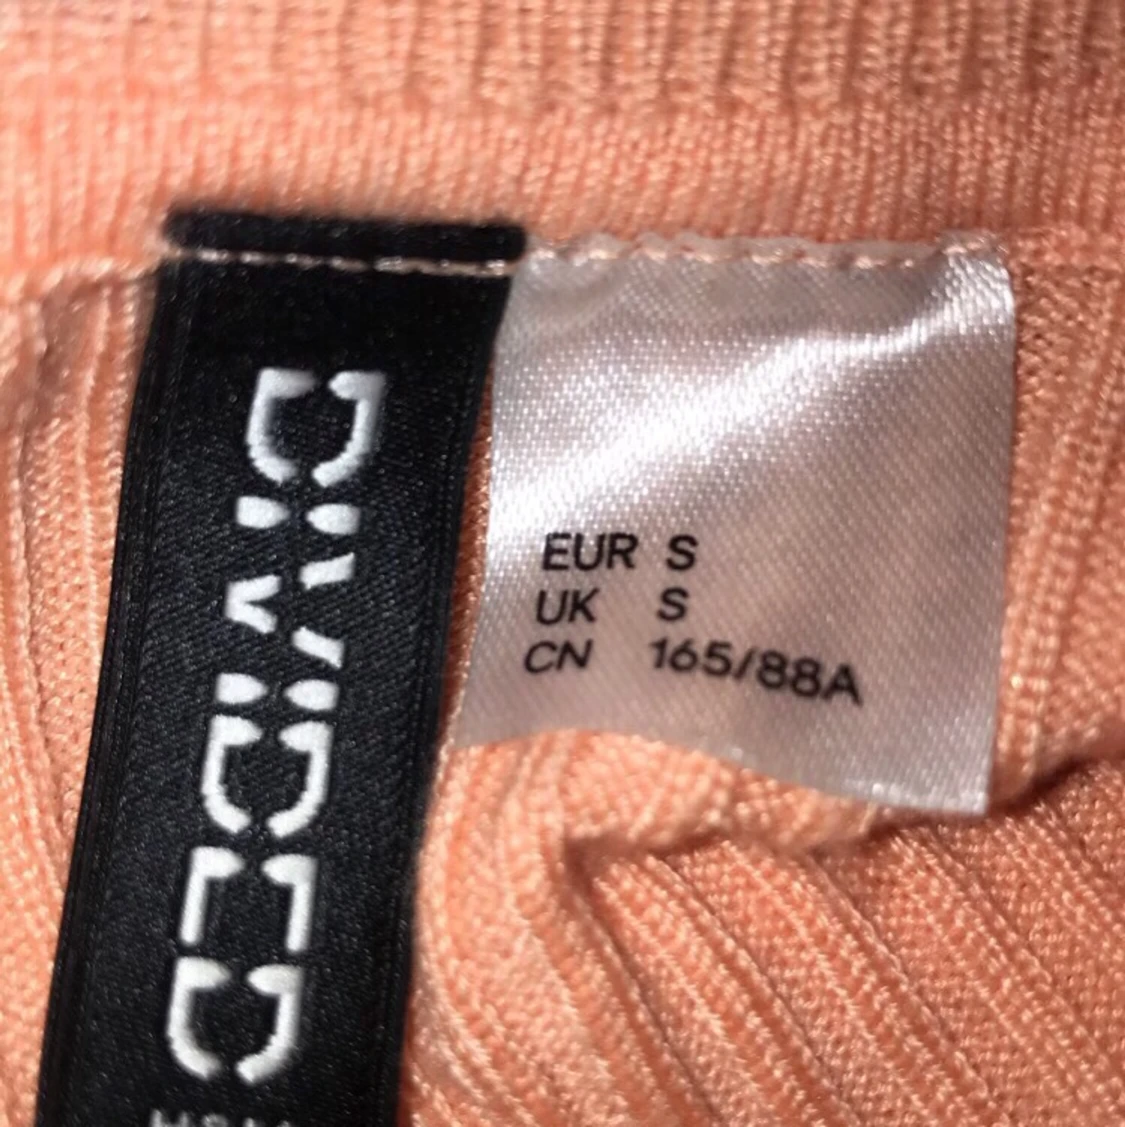 DIVIDED
EUR S
UK S
CN 165/88A